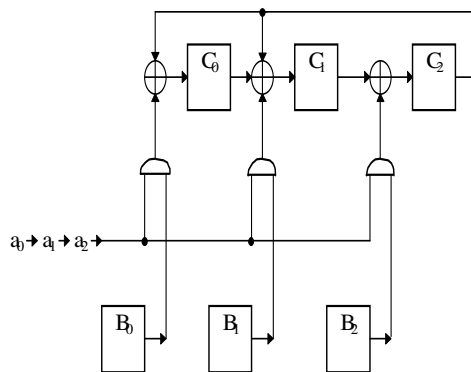 C₀ C₁ C₂
a₀ a₁ a₂
B₀ B₁ B₂